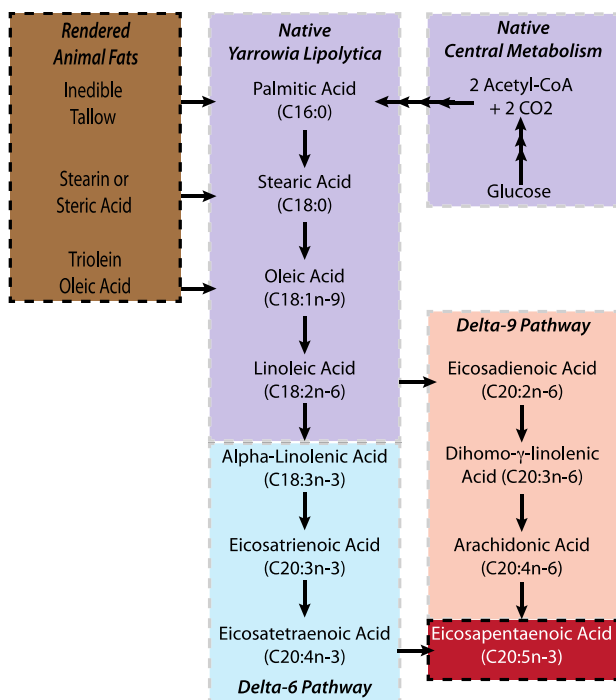 Rendered
Animal Fats
Inedible
Tallow
Stearin or
Steric Acid
Triolein
Oleic Acid
Native
Yarrowia Lipolytica
Palmitic Acid
(C16:0)
Stearic Acid
(C18:0)
Oleic Acid
(C18:1n-9)
Linoleic Acid
(C18:2n-6)
Native
Central Metabolism
2 Acetyl-CoA
+ 2 CO2
Glucose
Alpha-Linolenic Acid
(C18:3n-3)
Eicosatrienoic Acid
(C20:3n-3)
Eicosatetraenoic Acid
(C20:4n-3)
Delta-6 Pathway
Delta-9 Pathway
Eicosadienoic Acid
(C20:2n-6)
Dihomo-γ-linolenic
Acid (C20:3n-6)
Arachidonic Acid
(C20:4n-6)
Eicosapentaenoic Acid
(C20:5n-3)